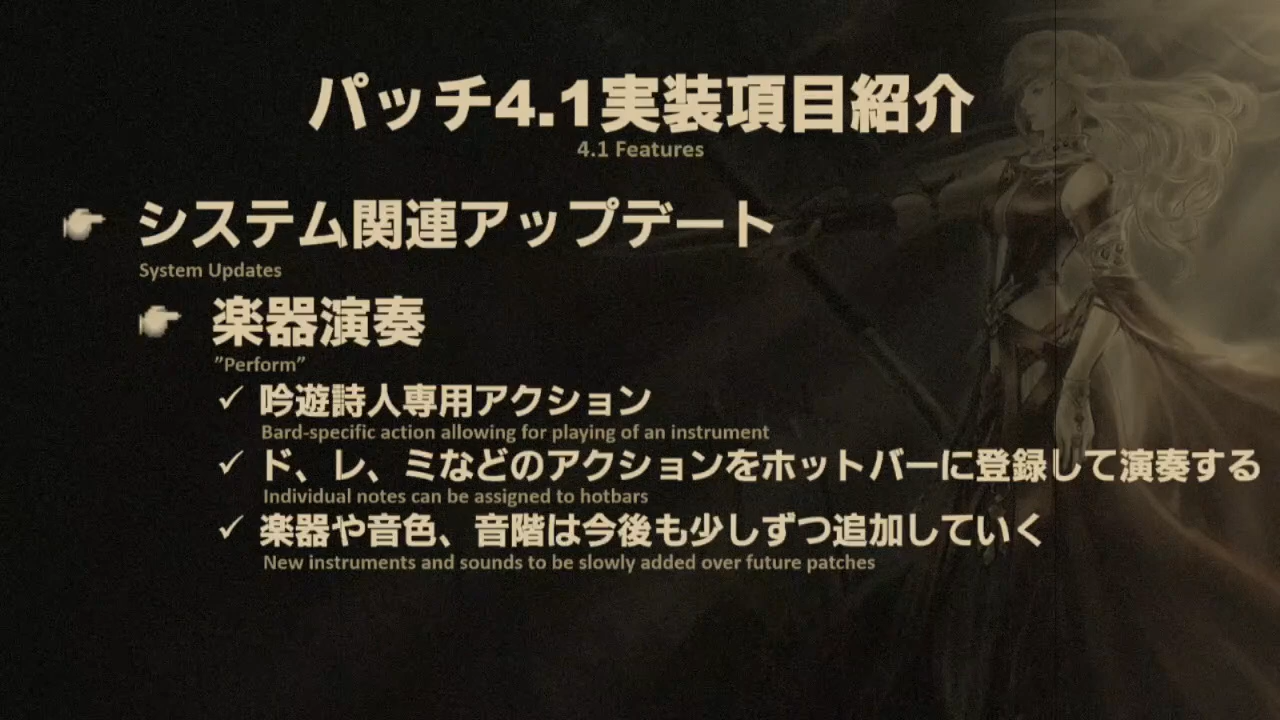 パッチ4.1実装項目紹介
4.1 Features
システム関連アップデート
System Updates
楽器演奏
"Perform"
✓ 吟遊詩人専用アクション
Bard-specific action allowing for playing of an instrument
✓ ド、レ、ミなどのアクションをホットバーに登録して演奏する
Individual notes can be assigned to hotbars
✓ 楽器や音色、音階は今後も少しずつ追加していく
New instruments and sounds to be slowly added over future patches